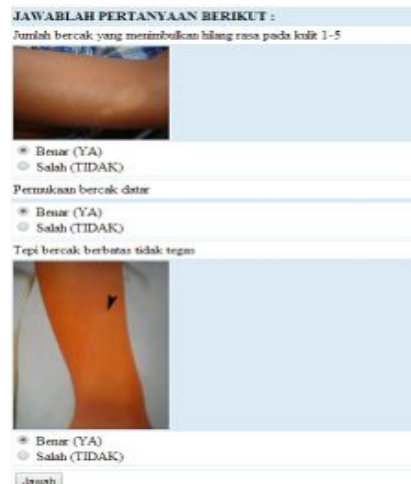 JAWABLAH PERTANYAAN BERIKUT :
Jumlah bercak yang menimbulkan hilang rasa pada kulit 1-5
Benar (YA)
Salah (TIDAK)
Permukaan bercak datar
Benar (YA)
Salah (TIDAK)
Tepi bercak berbatas tidak tegas
Benar (YA)
Salah (TIDAK)
Jawab